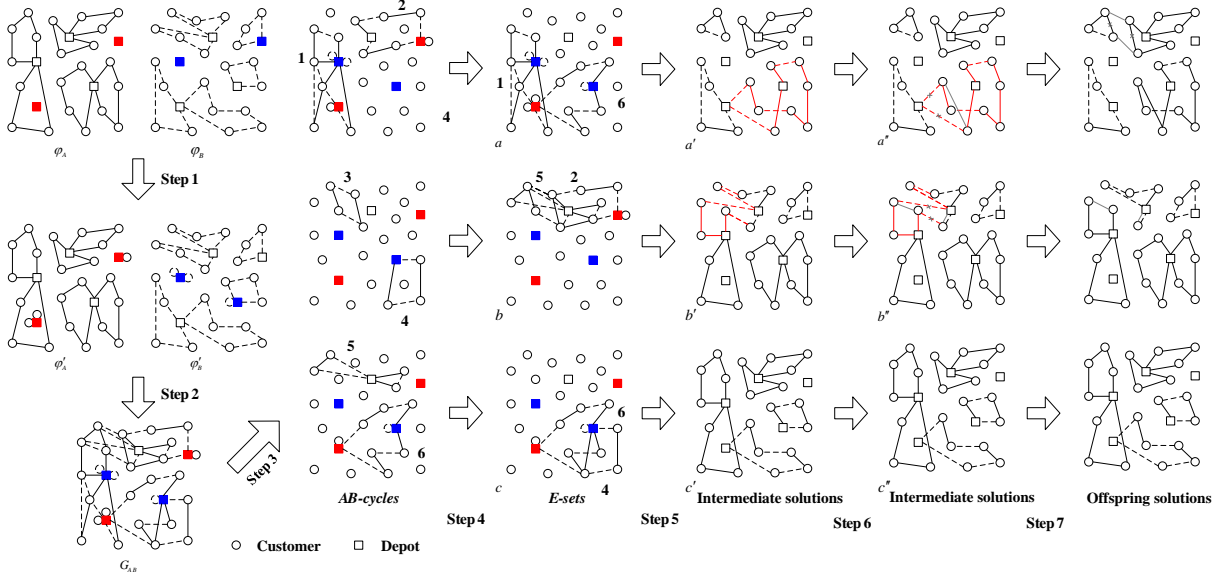 2
1
4
1
6
a
a′
a″
φA
φB
Step 1
3
4
5 2
b
b′
b″
φ′A
φ′B
Step 2
5
6
6
4
c
c′
c″
Step 3
AB-cycles
E-sets
Intermediate solutions
Intermediate solutions
Offspring solutions
Step 4
Step 5
Step 6
Step 7
Customer
Depot
GAB